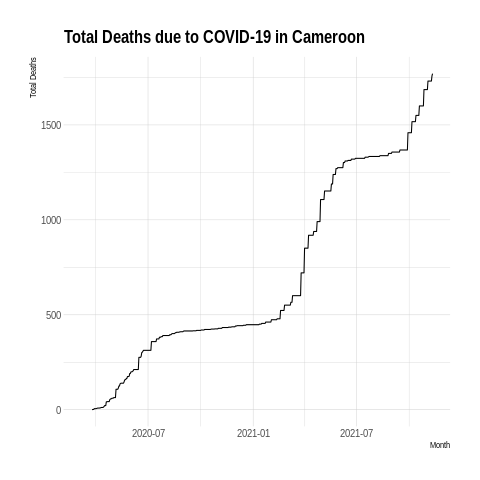 Total Deaths due to COVID-19 in Cameroon
Total Deaths
1500
1000
500
0
2020-07 2021-01 2021-07
Month